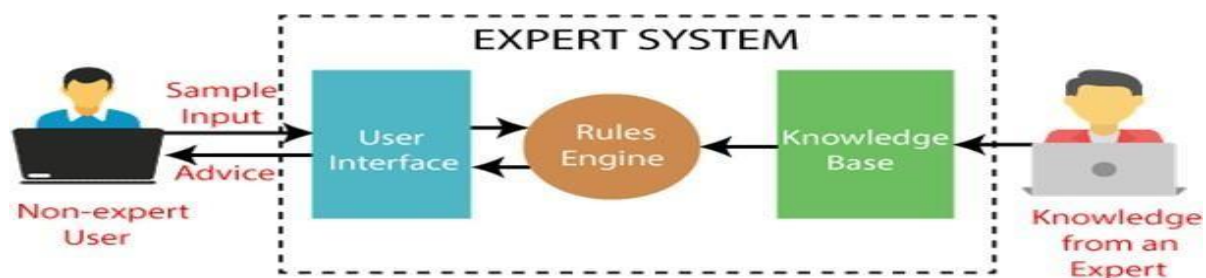 EXPERT SYSTEM
Sample
Input
Advice
Non-expert
User
User
Interface
Rules
Engine
Knowledge
Base
Knowledge
from an
Expert